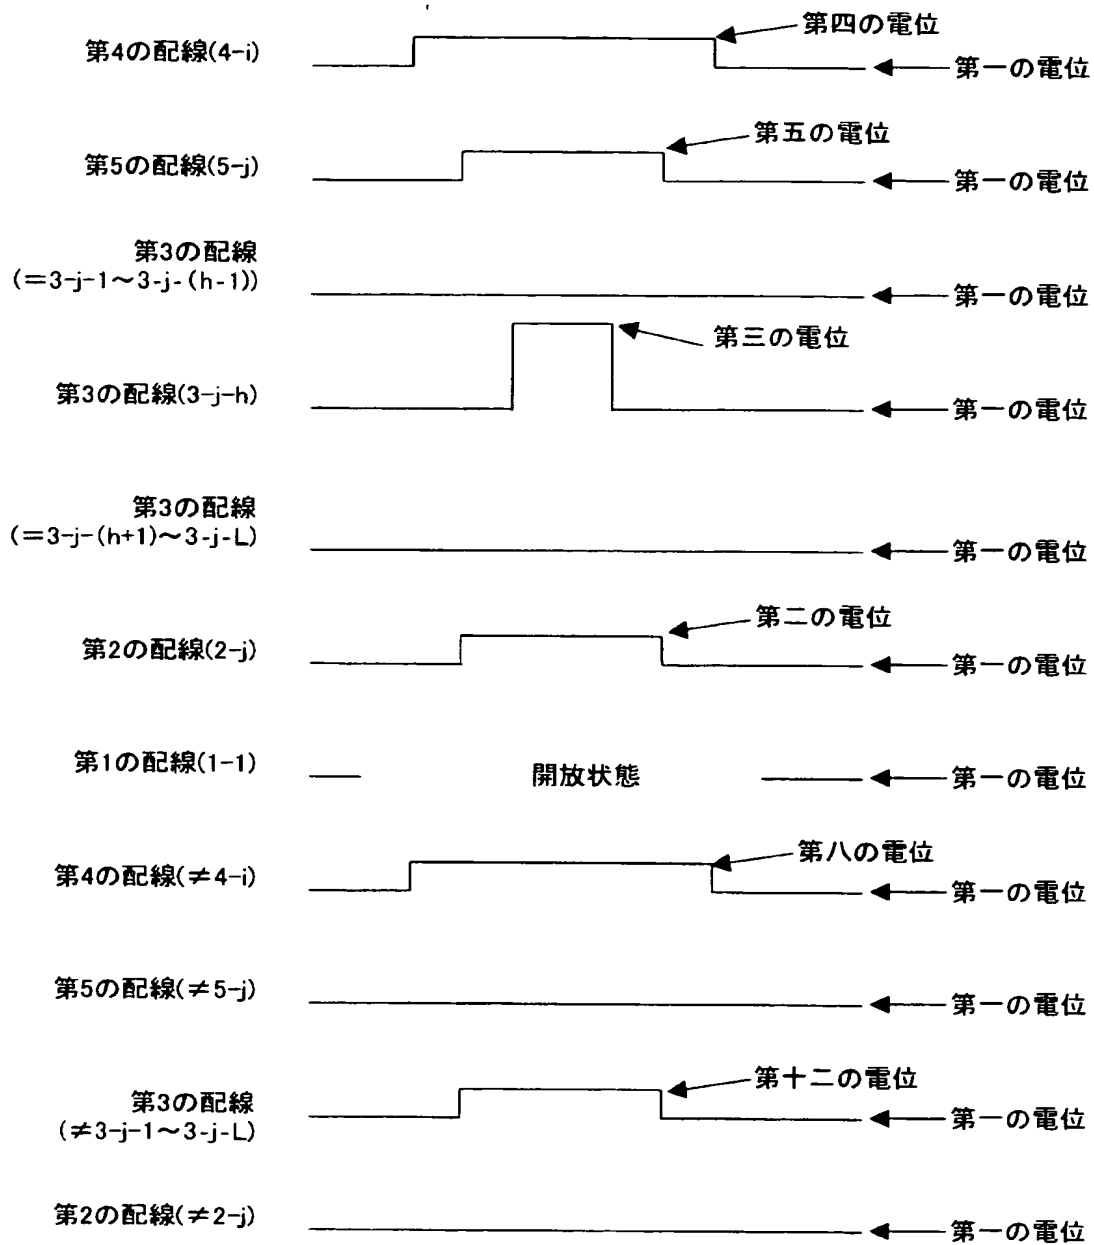 第四の電位
第4の配線(4-i)
第一の電位
第五の電位
第5の配線(5-j)
第一の電位
第3の配線
(=3-j-1～3-j-(h-1))
第一の電位
第三の電位
第3の配線(3-j-h)
第一の電位
第3の配線
(=3-j-(h+1)～3-j-L)
第一の電位
第二の電位
第2の配線(2-j)
第一の電位
第1の配線(1-1)
開放状態
第一の電位
第八の電位
第4の配線(≠4-i)
第一の電位
第5の配線(≠5-j)
第一の電位
第十二の電位
第3の配線
(≠3-j-1～3-j-L)
第一の電位
第2の配線(≠2-j)
第一の電位